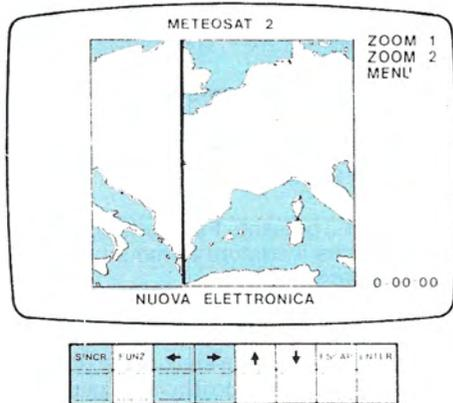 METEOSAT 2
ZOOM 1
ZOOM 2
MENU'
0-00-00
NUOVA ELETTRONICA
SINCR FUNZ ← → ↑ ↓ ESCAP ENTER